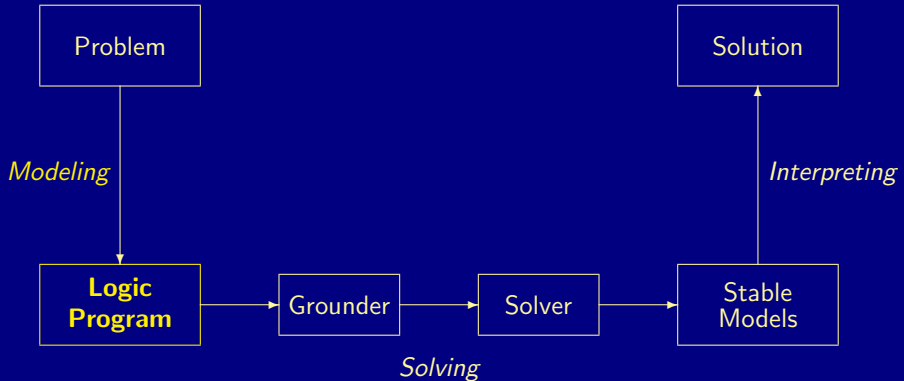 Problem
Solution
Modeling
Interpreting
Logic
Program
Grounder
Solver
Stable
Models
Solving